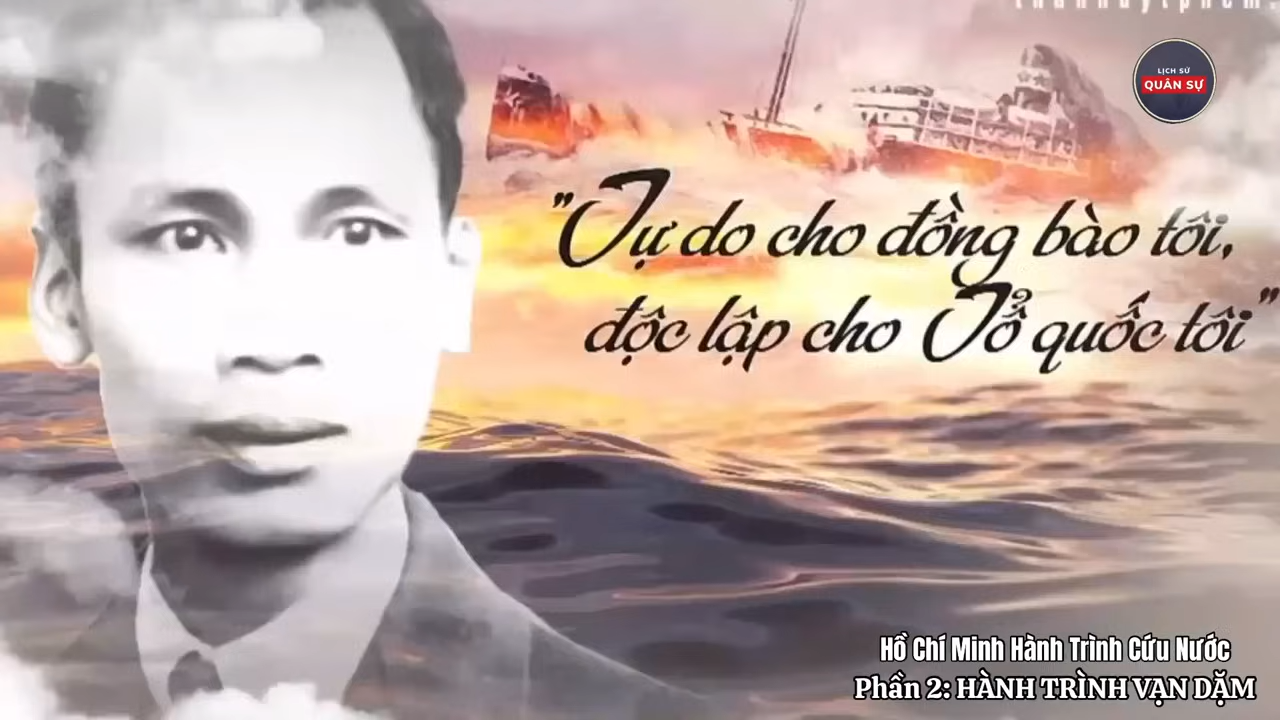 LỊCH SỬ
QUÂN SỰ
"Tự do cho đồng bào tôi,
độc lập cho Tổ quốc tôi"
Hồ Chí Minh Hành Trình Cứu Nước
Phần 2: HÀNH TRÌNH VẠN DẶM